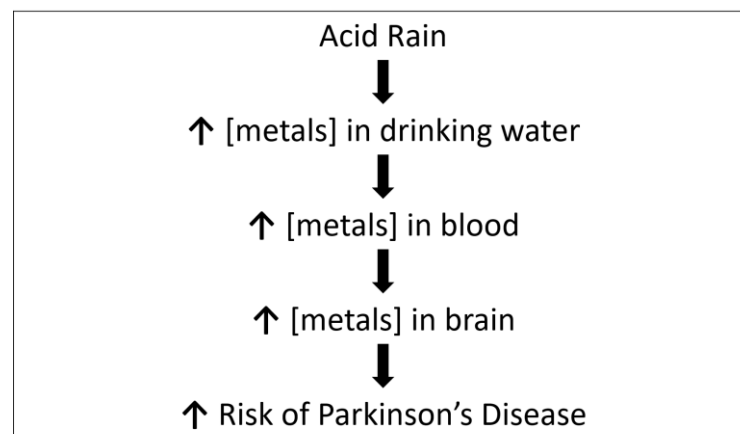 Acid Rain
↑ [metals] in drinking water
↑ [metals] in blood
↑ [metals] in brain
↑ Risk of Parkinson’s Disease